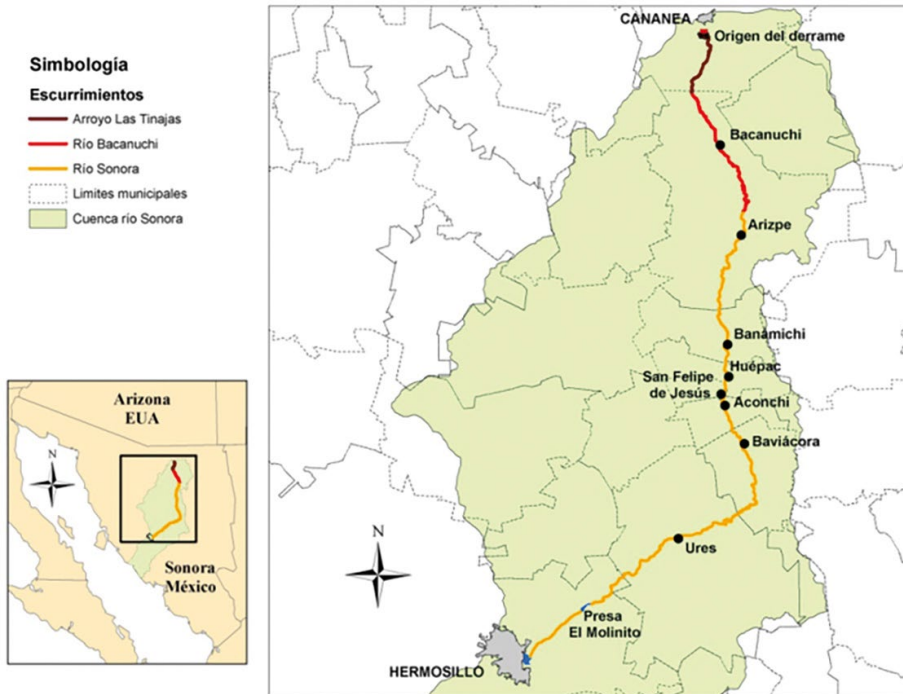 Simbología
Escurrimientos
Arroyo Las Tinajas
Río Bacanuchi
Río Sonora
Limites municipales
Cuenca río Sonora
Arizona
EUA
N
Sonora
México
CANANEA
Origen del derrame
Bacanuchi
Arizpe
Banámichi
Huépac
San Felipe
de Jesús
Aconchi
Baviácora
N
Ures
Presa
El Molinito
HERMOSILLO